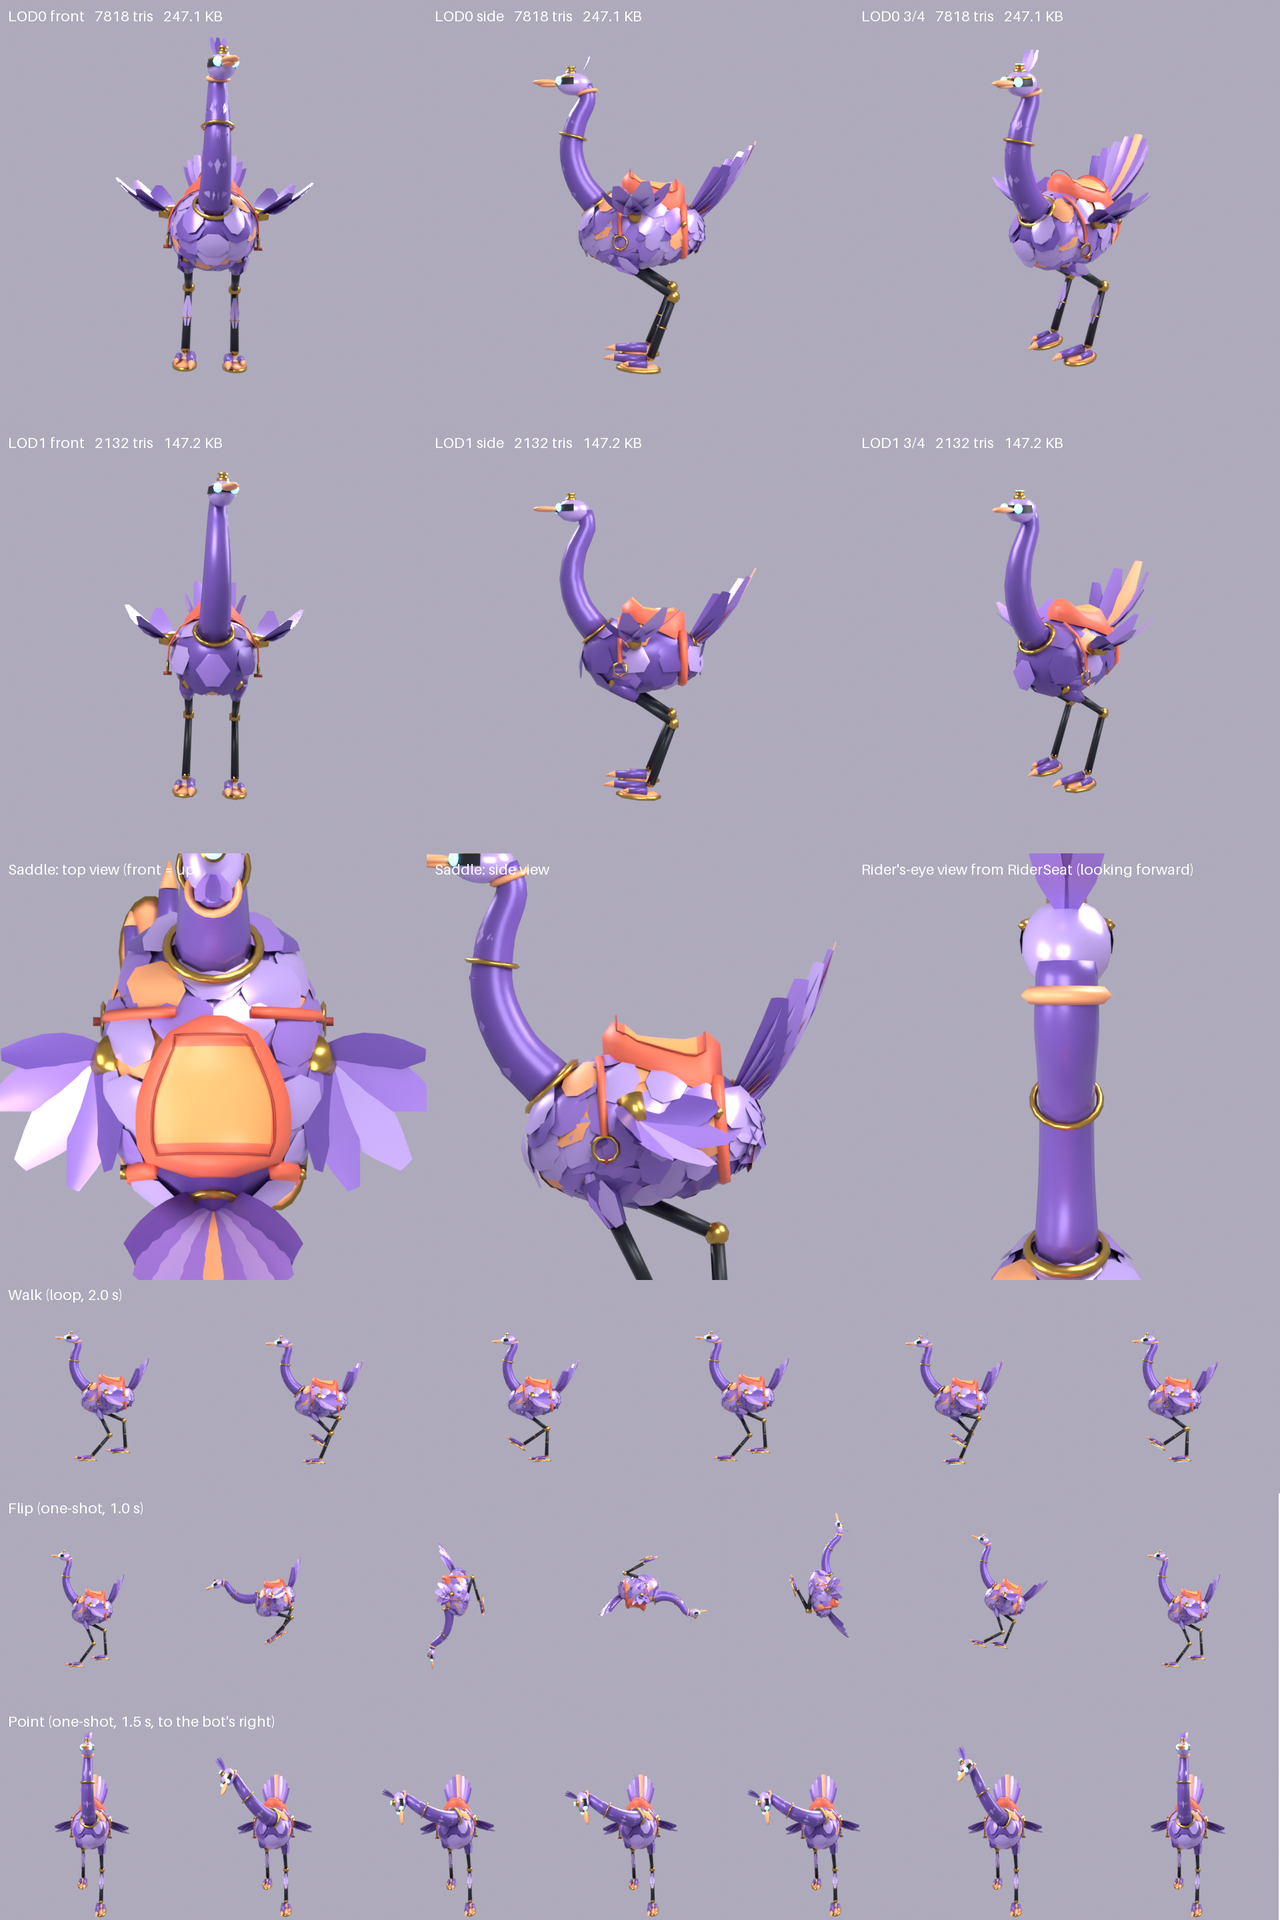 LOD0 front 7818 tris 247.1 KB
LOD0 side 7818 tris 247.1 KB
LOD0 3/4 7818 tris 247.1 KB
LOD1 front 2132 tris 147.2 KB
LOD1 side 2132 tris 147.2 KB
LOD1 3/4 2132 tris 147.2 KB
Saddle: top view (front = up)
Saddle: side view
Rider's-eye view from RiderSeat (looking forward)
Walk (loop, 2.0 s)
Flip (one-shot, 1.0 s)
Point (one-shot, 1.5 s, to the bot's right)